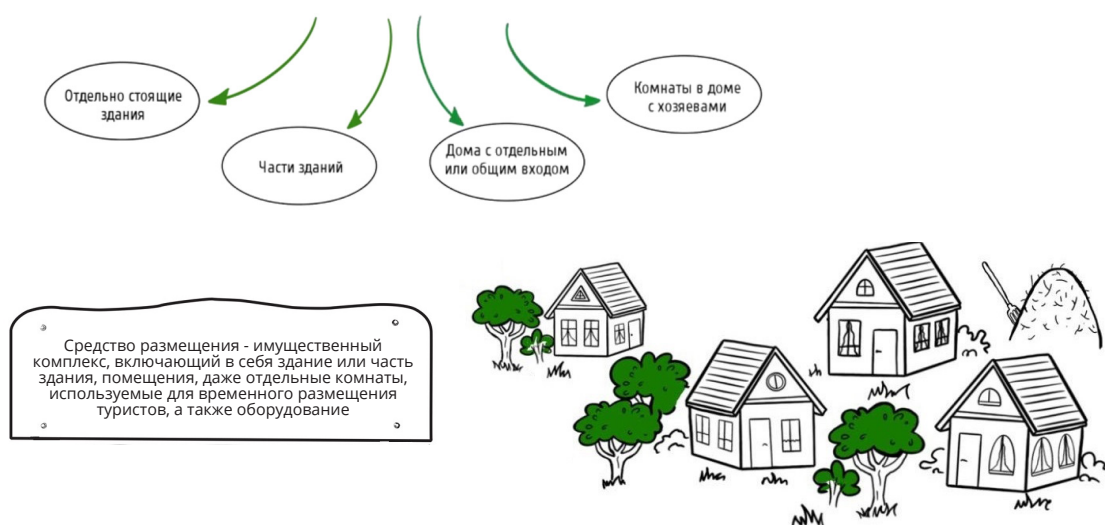 Отдельно стоящие
здания
Части зданий
Дома с отдельным
или общим входом
Комнаты в доме
с хозяевами
Средство размещения - имущественный
комплекс, включающий в себя здание или часть
здания, помещения, даже отдельные комнаты,
используемые для временного размещения
туристов, а также оборудование